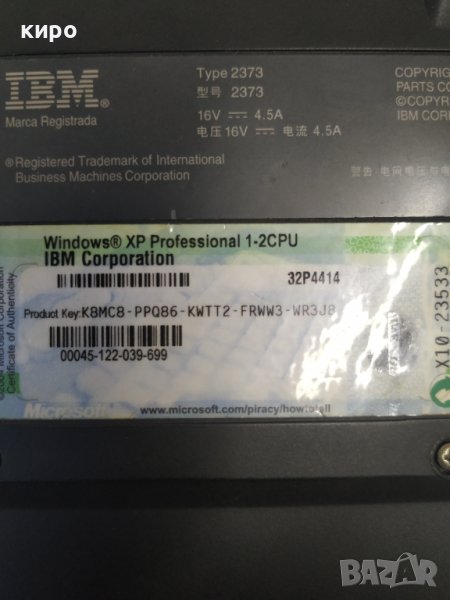 киро
IBM®
Marca Registrada
Type 2373
型号 2373
16V ⎓ 4.5A
电压 16V ⎓ 电流 4.5A
COPYRIG
PARTS CO
©COPYR
IBM COR
®Registered Trademark of International
Business Machines Corporation
Windows® XP Professional 1-2CPU
IBM Corporation
32P4414
Product Key: K8MC8-PPQ86-KWTT2-FRWW3-WR3J8
00045-122-039-699
Microsoft
www.microsoft.com/piracy/howtotell
Microsoft Corporation
Certificate of Authenticity
X10-23533
BAZAR